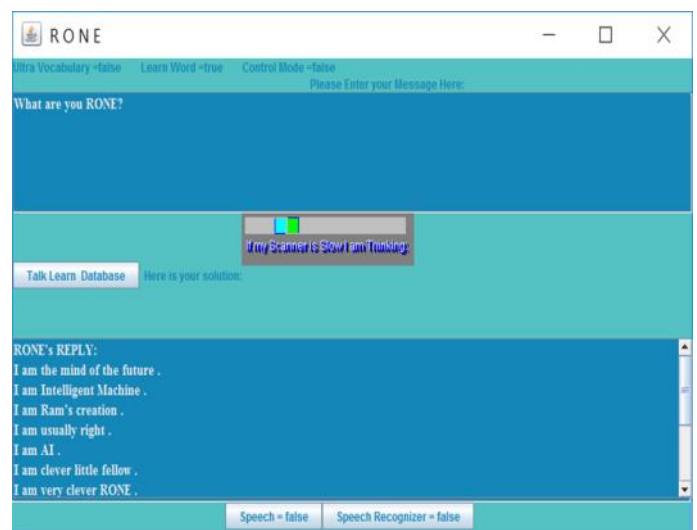 RONE
Ultra Vocabulary =false Learn Word =true Control Mode =false
Please Enter your Message Here:
What are you RONE?
If my Scanner is Slow I am Thinking:
Talk Learn Database Here is your solution:
RONE's REPLY:
I am the mind of the future .
I am Intelligent Machine .
I am Ram's creation .
I am usually right .
I am AI .
I am clever little fellow .
I am very clever RONE .
Speech = false Speech Recognizer = false